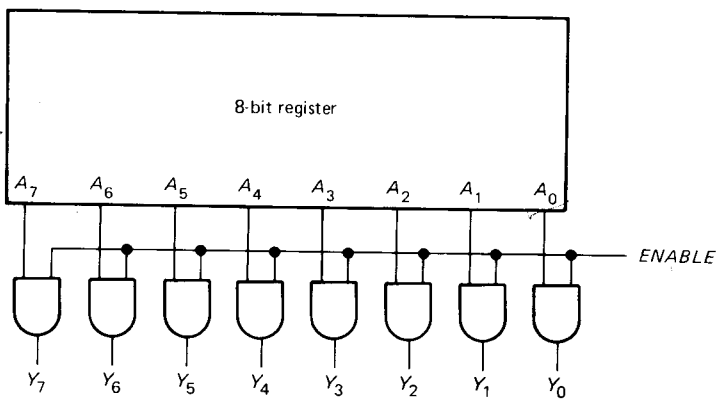 8-bit register
A₇ A₆ A₅ A₄ A₃ A₂ A₁ A₀
ENABLE
Y₇ Y₆ Y₅ Y₄ Y₃ Y₂ Y₁ Y₀